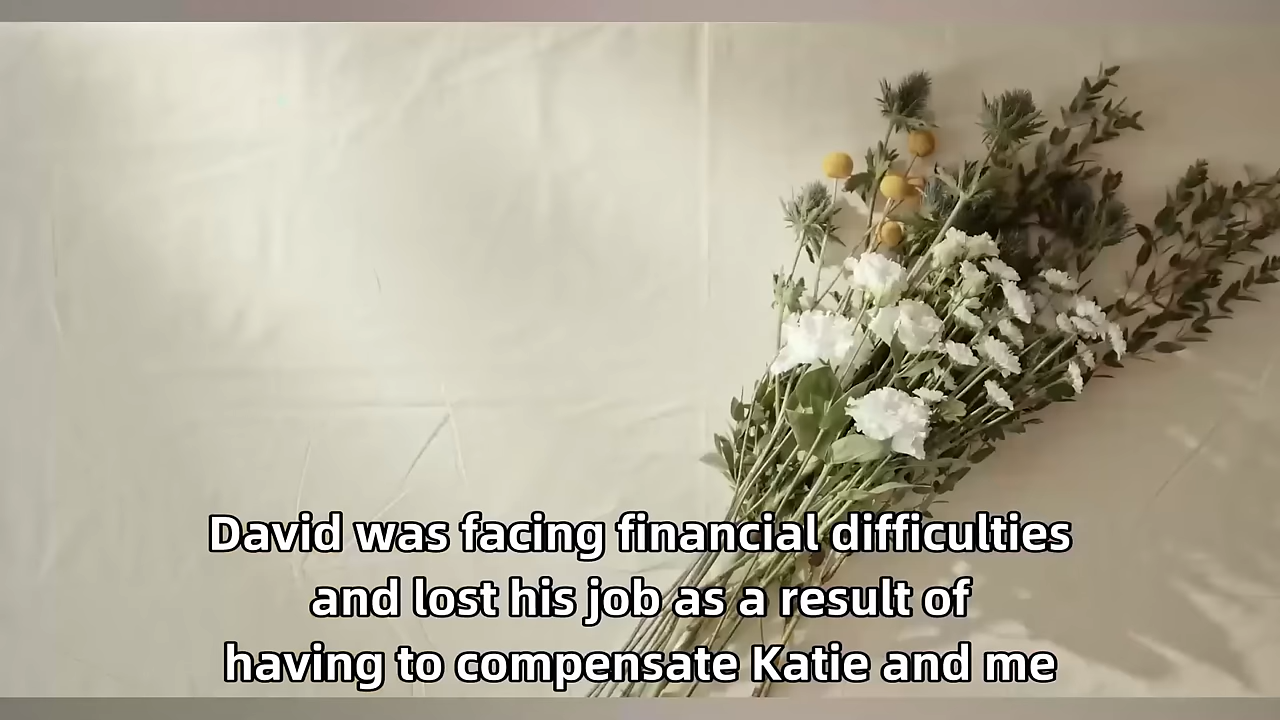 David was facing financial difficulties
and lost his job as a result of
having to compensate Katie and me